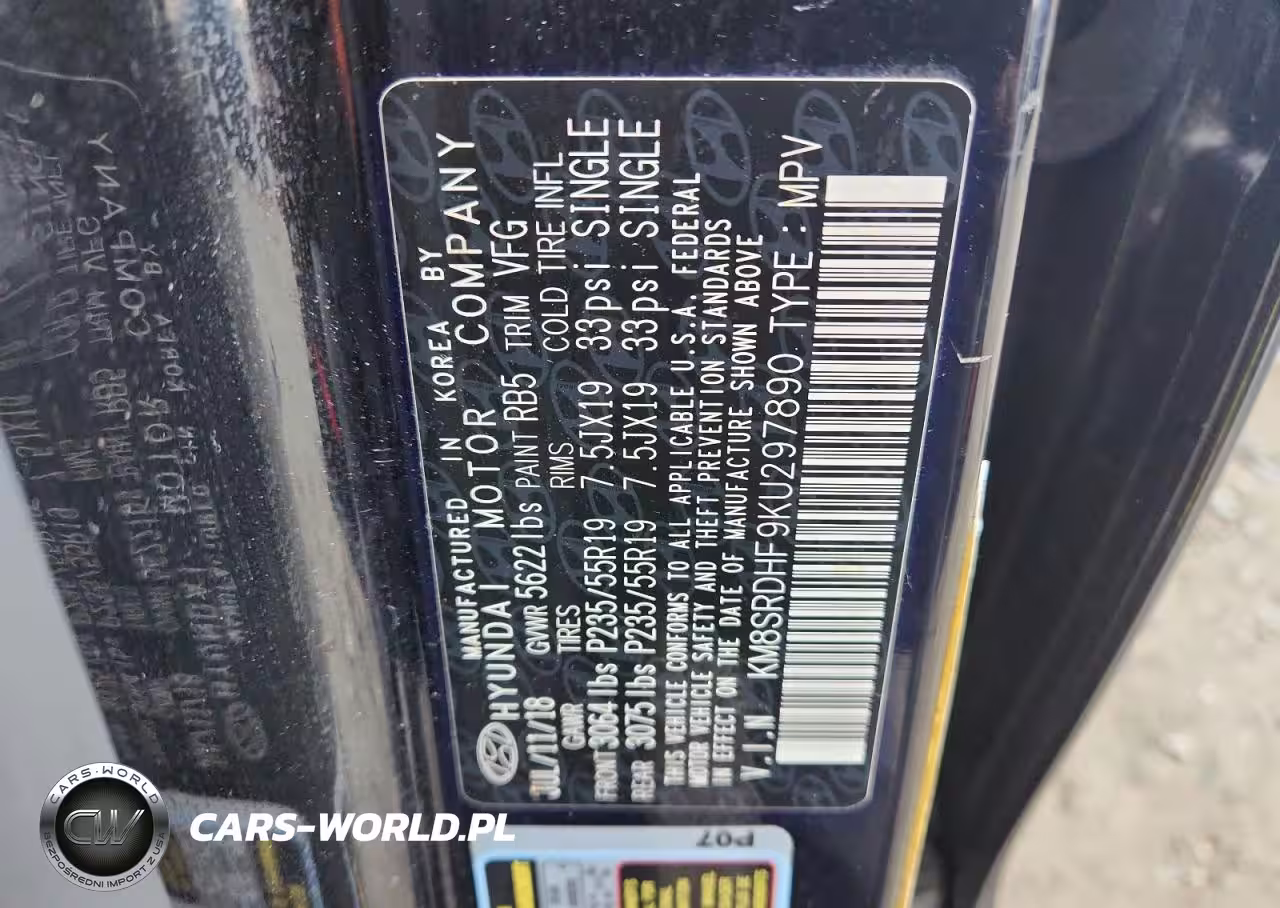 MANUFACTURED IN KOREA BY
HYUNDAI MOTOR COMPANY
JUL/11/18 GVWR 5622lbs PAINT RB5 TRIM VFG
GAWR TIRES RIMS COLD TIRE INFL
FRONT 3064lbs P235/55R19 7.5JX19 33psi SINGLE
REAR 3075lbs P235/55R19 7.5JX19 33psi SINGLE
THIS VEHICLE CONFORMS TO ALL APPLICABLE U.S.A. FEDERAL
MOTOR VEHICLE SAFETY AND THEFT PREVENTION STANDARDS
IN EFFECT ON THE DATE OF MANUFACTURE SHOWN ABOVE
V.I.N KM8SRDHF9KU297890 TYPE : MPV
P07
CARS-WORLD
CW
BEZPOŚREDNI IMPORT Z USA
CARS-WORLD.PL